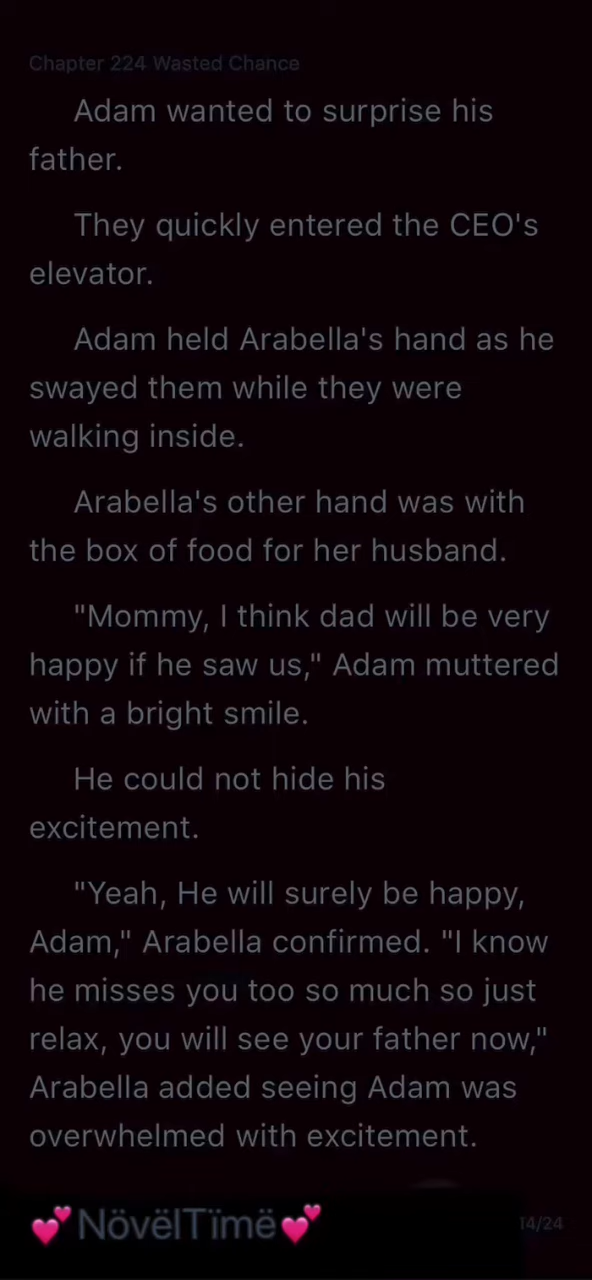 Chapter 224 Wasted Chance
Adam wanted to surprise his
father.
They quickly entered the CEO's
elevator.
Adam held Arabella's hand as he
swayed them while they were
walking inside.
Arabella's other hand was with
the box of food for her husband.
"Mommy, I think dad will be very
happy if he saw us," Adam muttered
with a bright smile.
He could not hide his
excitement.
"Yeah, He will surely be happy,
Adam," Arabella confirmed. "I know
he misses you too so much so just
relax, you will see your father now,"
Arabella added seeing Adam was
overwhelmed with excitement.
💕NövëlTïmë💕
14/24